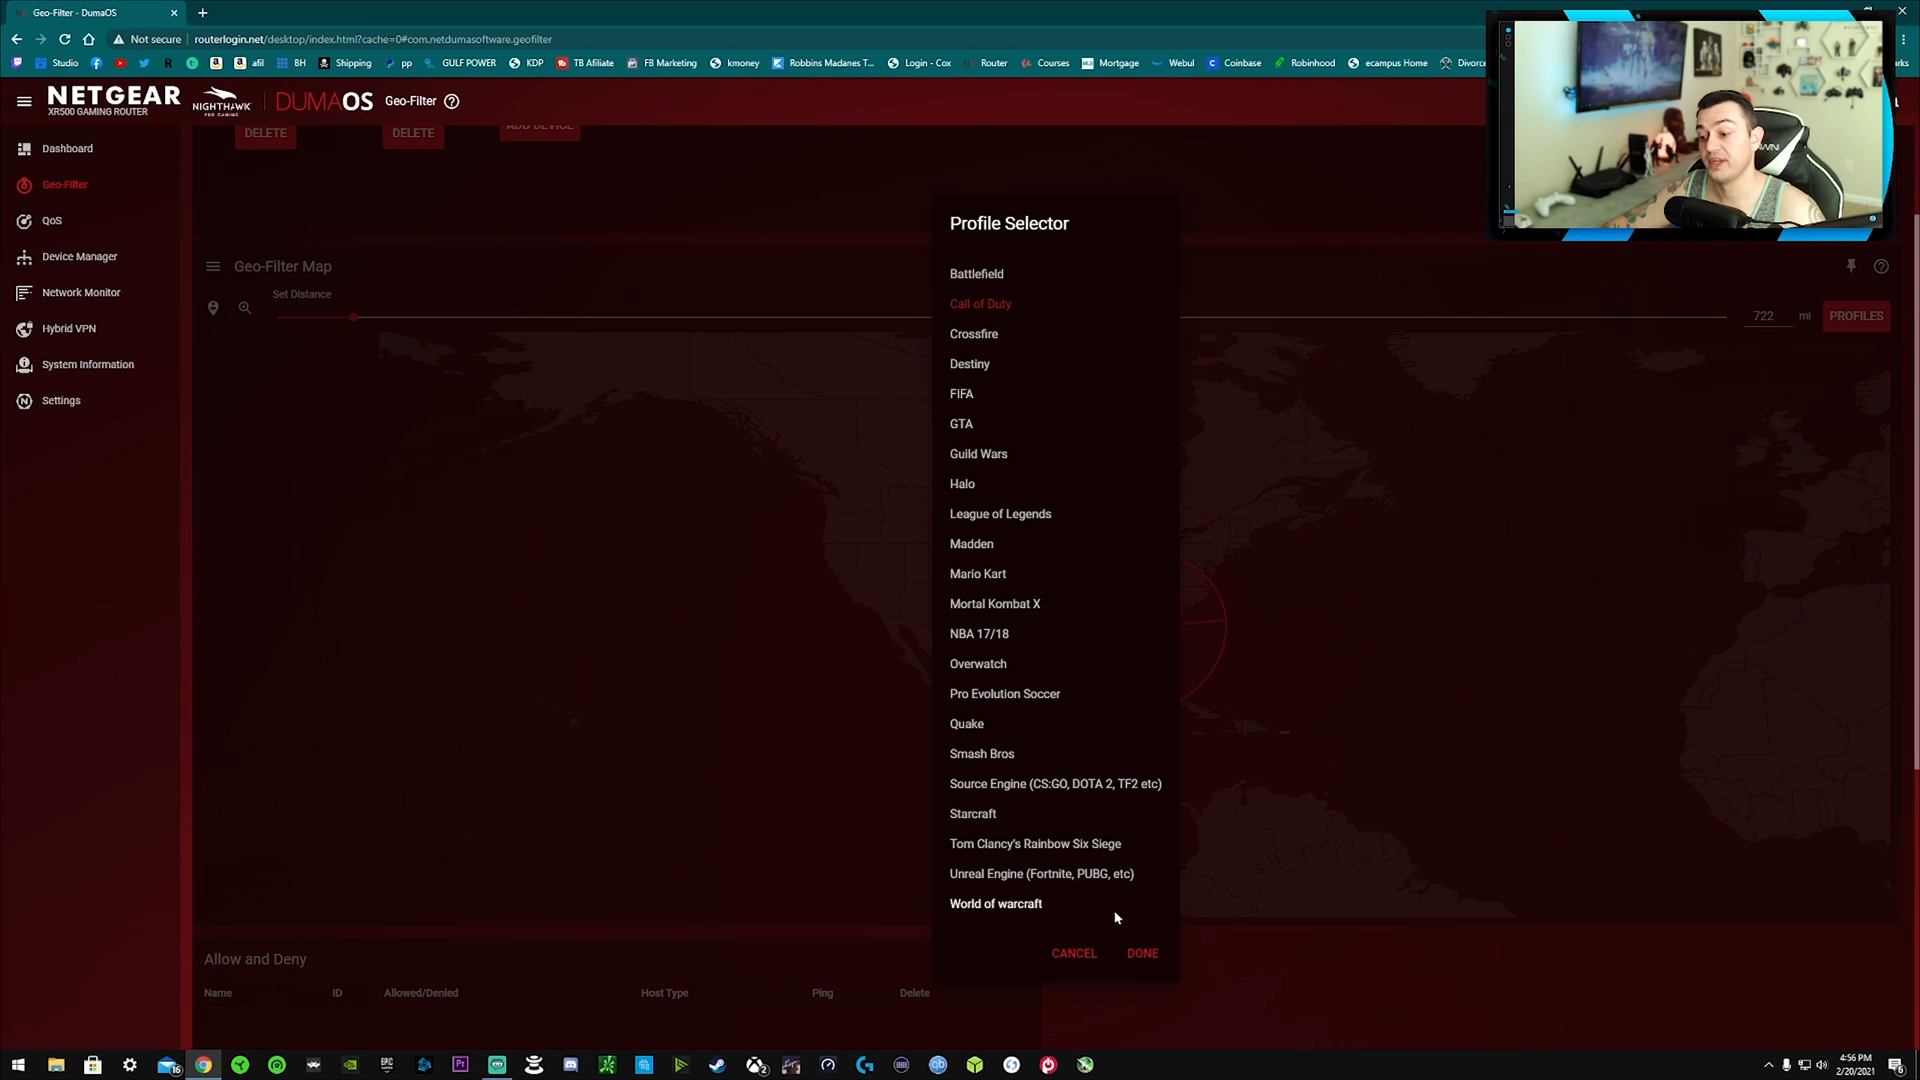 Geo-Filter - DumaOS
Not secure
routerlogin.net/desktop/index.html?cache=0#com.netdumasoftware.geofilter
Studio
afil
BH
Shipping
pp
GULF POWER
KDP
TB Afiliate
FB Marketing
kmoney
Robbins Madanes T...
Login - Cox
Router
Courses
Mortgage
Webul
Coinbase
Robinhood
ecampus Home
Divorce
NETGEAR
XR500 GAMING ROUTER
NIGHTHAWK
PRO GAMING
DUMAOS
Geo-Filter
DELETE
DELETE
ADD DEVICE
Dashboard
Geo-Filter
QoS
Device Manager
Network Monitor
Hybrid VPN
System Information
Settings
Geo-Filter Map
Set Distance
722
mi
PROFILES
Profile Selector
Battlefield
Call of Duty
Crossfire
Destiny
FIFA
GTA
Guild Wars
Halo
League of Legends
Madden
Mario Kart
Mortal Kombat X
NBA 17/18
Overwatch
Pro Evolution Soccer
Quake
Smash Bros
Source Engine (CS:GO, DOTA 2, TF2 etc)
Starcraft
Tom Clancy's Rainbow Six Siege
Unreal Engine (Fortnite, PUBG, etc)
World of warcraft
CANCEL
DONE
Allow and Deny
Name
ID
Allowed/Denied
Host Type
Ping
Delete
4:56 PM
2/20/2021